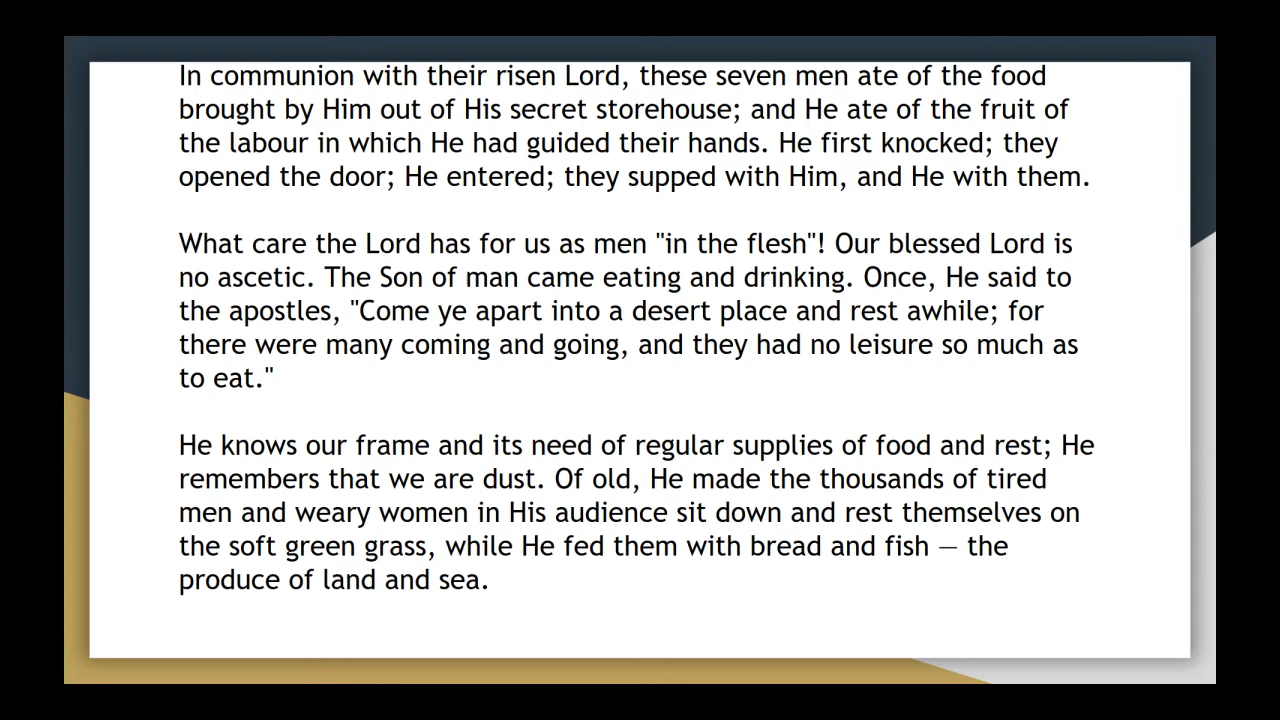 In communion with their risen Lord, these seven men ate of the food
brought by Him out of His secret storehouse; and He ate of the fruit of
the labour in which He had guided their hands. He first knocked; they
opened the door; He entered; they supped with Him, and He with them.
What care the Lord has for us as men "in the flesh"! Our blessed Lord is
no ascetic. The Son of man came eating and drinking. Once, He said to
the apostles, "Come ye apart into a desert place and rest awhile; for
there were many coming and going, and they had no leisure so much as
to eat."
He knows our frame and its need of regular supplies of food and rest; He
remembers that we are dust. Of old, He made the thousands of tired
men and weary women in His audience sit down and rest themselves on
the soft green grass, while He fed them with bread and fish — the
produce of land and sea.